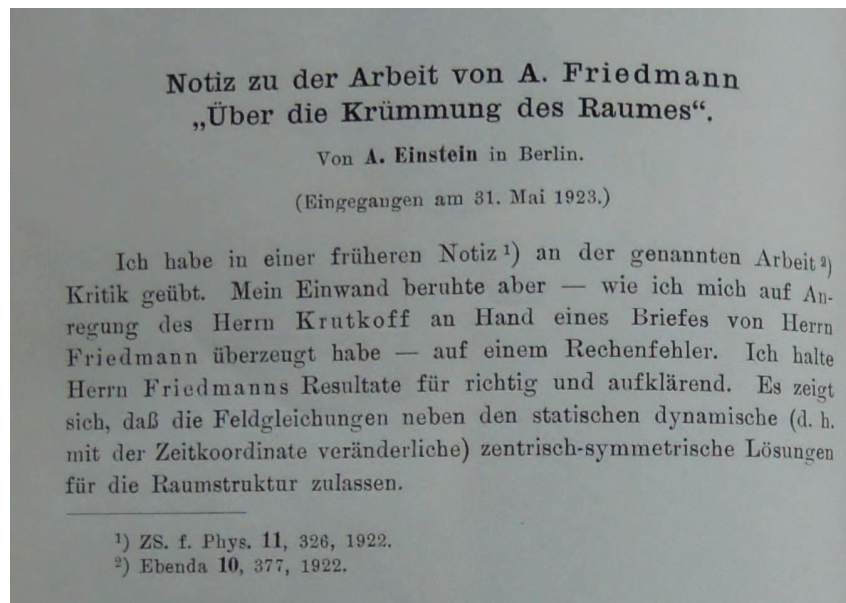 Notiz zu der Arbeit von A. Friedmann
„Über die Krümmung des Raumes“.
Von A. Einstein in Berlin.
(Eingegangen am 31. Mai 1923.)
Ich habe in einer früheren Notiz ¹) an der genannten Arbeit ²)
Kritik geübt. Mein Einwand beruhte aber — wie ich mich auf An-
regung des Herrn Krutkoff an Hand eines Briefes von Herrn
Friedmann überzeugt habe — auf einem Rechenfehler. Ich halte
Herrn Friedmanns Resultate für richtig und aufklärend. Es zeigt
sich, daß die Feldgleichungen neben den statischen dynamische (d. h.
mit der Zeitkoordinate veränderliche) zentrisch-symmetrische Lösungen
für die Raumstruktur zulassen.
¹) ZS. f. Phys. 11, 326, 1922.
²) Ebenda 10, 377, 1922.